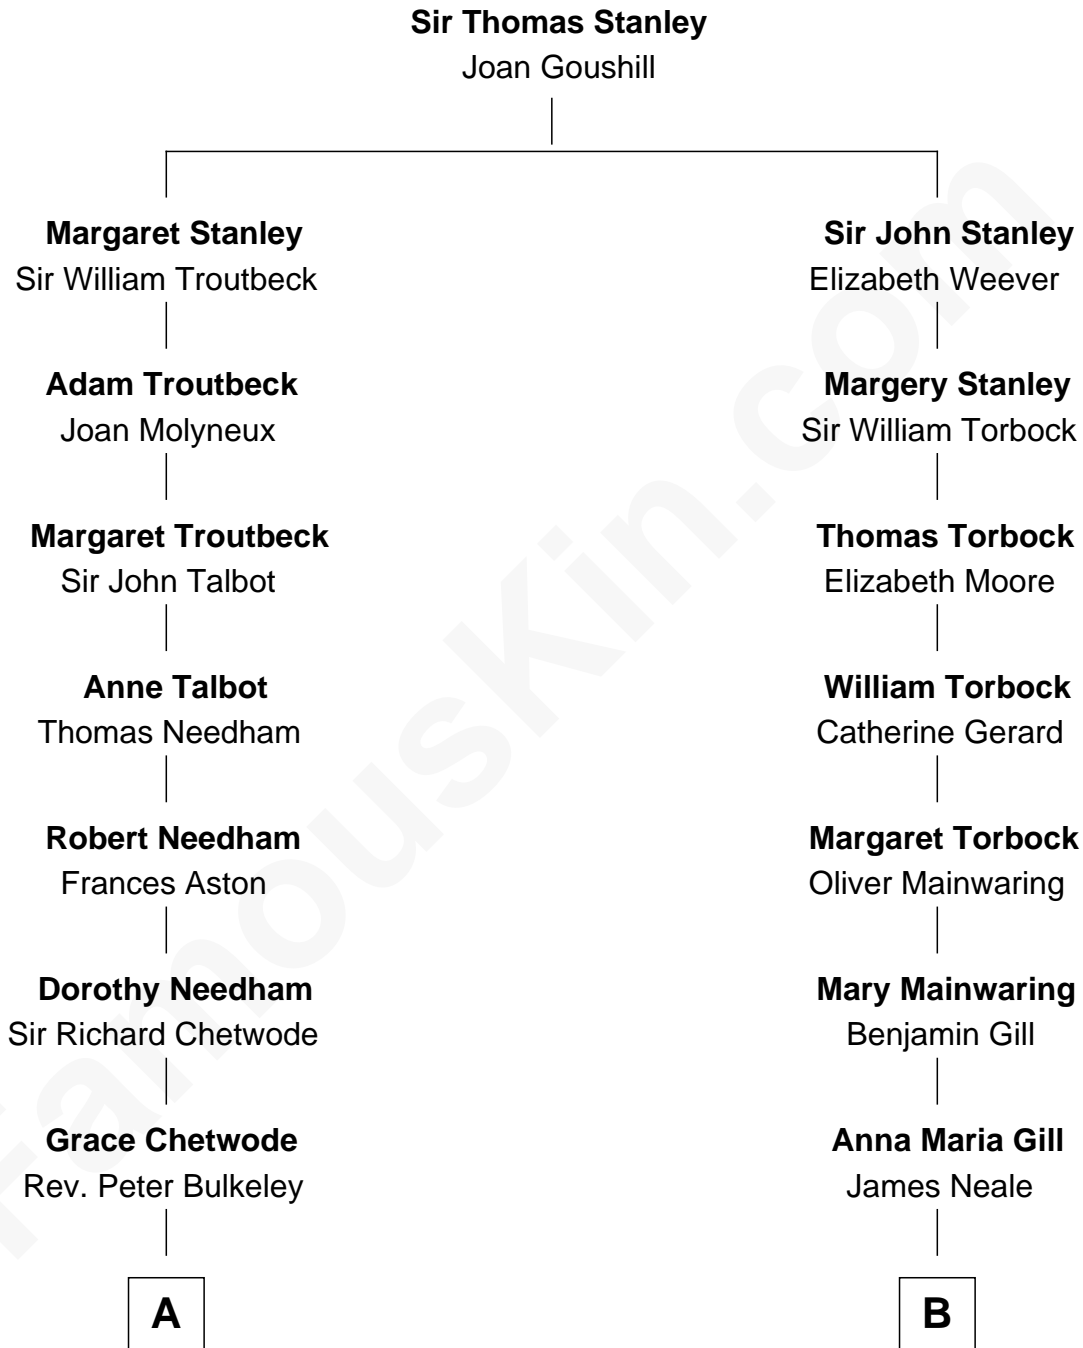 Sir Thomas Stanley
Joan Goushill
Margaret Stanley
Sir William Troutbeck
Sir John Stanley
Elizabeth Weever
Adam Troutbeck
Joan Molyneux
Margery Stanley
Sir William Torbock
Margaret Troutbeck
Sir John Talbot
Thomas Torbock
Elizabeth Moore
Anne Talbot
Thomas Needham
William Torbock
Catherine Gerard
Robert Needham
Frances Aston
Margaret Torbock
Oliver Mainwaring
Dorothy Needham
Sir Richard Chetwode
Mary Mainwaring
Benjamin Gill
Grace Chetwode
Rev. Peter Bulkeley
Anna Maria Gill
James Neale
A
B
FamousKin.com